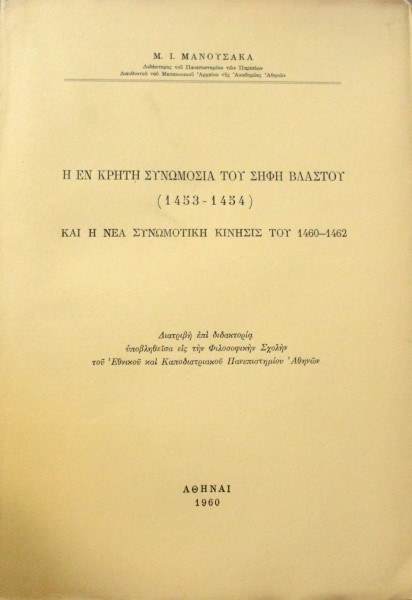 Μ. Ι. ΜΑΝΟΥΣΑΚΑ
Διδάκτορος τοῦ Πανεπιστημίου τῶν Παρισίων
Διευθυντοῦ τοῦ Μεσαιωνικοῦ Ἀρχείου τῆς Ἀκαδημίας Ἀθηνῶν
Η ΕΝ ΚΡΗΤΗ ΣΥΝΩΜΟΣΙΑ ΤΟΥ ΣΗΦΗ ΒΛΑΣΤΟΥ
(1453 - 1454)
ΚΑΙ Η ΝΕΑ ΣΥΝΩΜΟΤΙΚΗ ΚΙΝΗΣΙΣ ΤΟΥ 1460–1462
Διατριβὴ ἐπὶ διδακτορίᾳ
ὑποβληθεῖσα εἰς τὴν Φιλοσοφικὴν Σχολὴν
τοῦ Ἐθνικοῦ καὶ Καποδιστριακοῦ Πανεπιστημίου Ἀθηνῶν
ΑΘΗΝΑΙ
1960